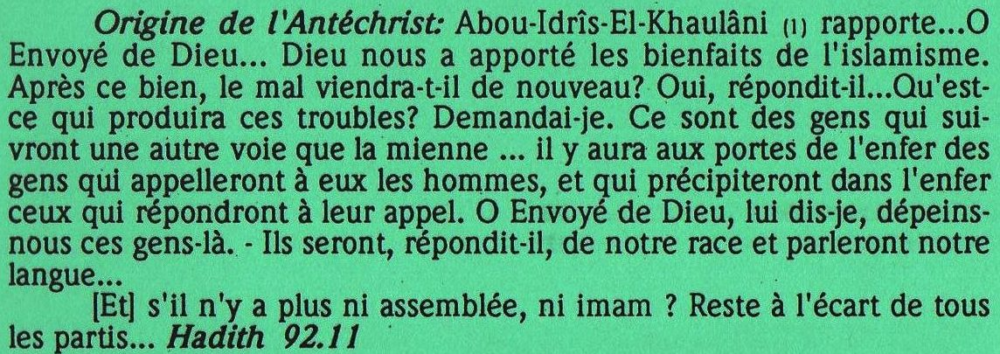 Origine de l'Antéchrist: Abou-Idrîs-El-Khaulâni (1) rapporte...O
Envoyé de Dieu... Dieu nous a apporté les bienfaits de l'islamisme.
Après ce bien, le mal viendra-t-il de nouveau? Oui, répondit-il...Qu'est-
ce qui produira ces troubles? Demandai-je. Ce sont des gens qui sui-
vront une autre voie que la mienne ... il y aura aux portes de l'enfer des
gens qui appelleront à eux les hommes, et qui précipiteront dans l'enfer
ceux qui répondront à leur appel. O Envoyé de Dieu, lui dis-je, dépeins-
nous ces gens-là. - Ils seront, répondit-il, de notre race et parleront notre
langue...
[Et] s'il n'y a plus ni assemblée, ni imam ? Reste à l'écart de tous
les partis... Hadith 92.11